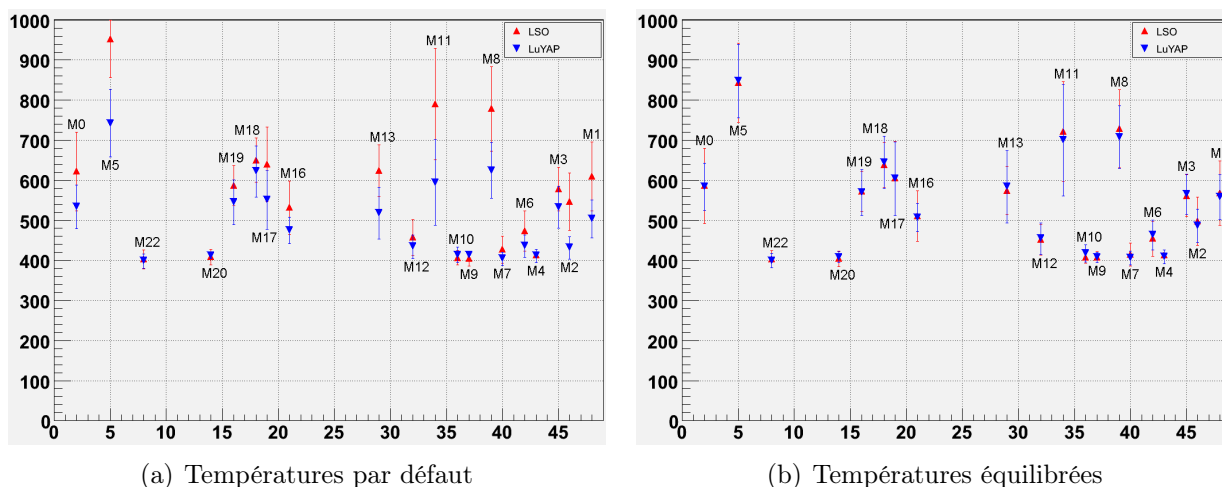 1000
900
800
700
600
500
400
300
200
100
0
0 5 10 15 20 25 30 35 40 45
LSO
LuYAP
M0
M5
M22
M20
M19
M18
M17
M16
M13
M12
M11
M10
M9
M8
M7
M6
M4
M3
M2
M1
(a) Températures par défaut
1000
900
800
700
600
500
400
300
200
100
0
0 5 10 15 20 25 30 35 40 45
LSO
LuYAP
M0
M5
M22
M20
M19
M18
M17
M16
M13
M12
M11
M10
M9
M8
M7
M6
M4
M3
M2
M
(b) Températures équilibrées